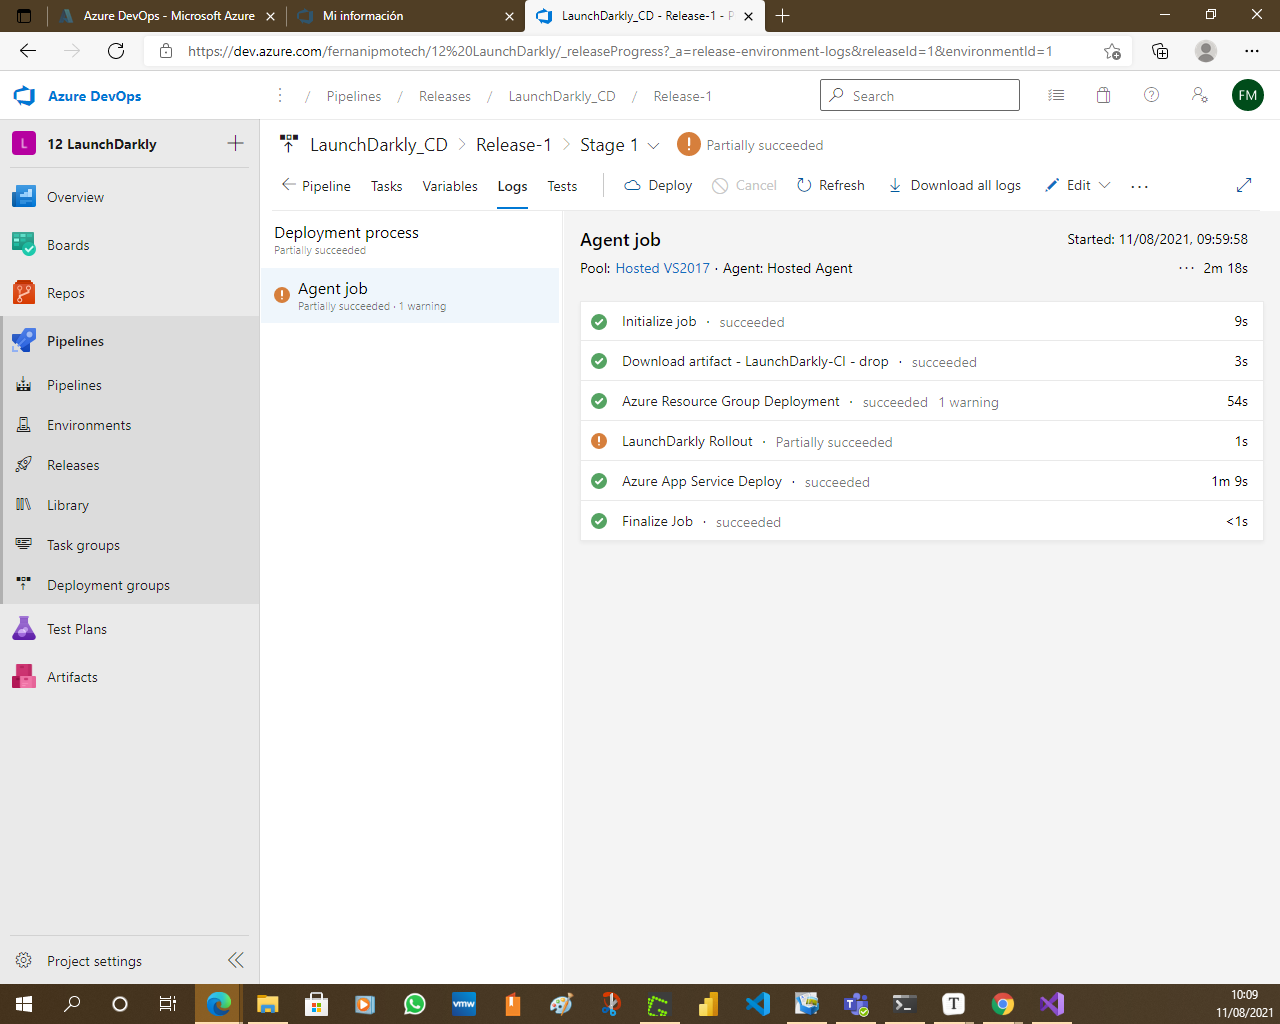 Azure DevOps - Microsoft Azure
Mi información
LaunchDarkly_CD - Release-1 - P
https://dev.azure.com/fernanipmotech/12%20LaunchDarkly/_releaseProgress?_a=release-environment-logs&releaseId=1&environmentId=1
Azure DevOps
/ Pipelines / Releases / LaunchDarkly_CD / Release-1
Search
FM
L
12 LaunchDarkly
Overview
Boards
Repos
Pipelines
Pipelines
Environments
Releases
Library
Task groups
Deployment groups
Test Plans
Artifacts
Project settings
LaunchDarkly_CD > Release-1 > Stage 1
Partially succeeded
Pipeline
Tasks
Variables
Logs
Tests
Deploy
Cancel
Refresh
Download all logs
Edit
Deployment process
Partially succeeded
Agent job
Partially succeeded · 1 warning
Agent job
Started: 11/08/2021, 09:59:58
Pool: Hosted VS2017 · Agent: Hosted Agent
2m 18s
Initialize job · succeeded 9s
Download artifact - LaunchDarkly-CI - drop · succeeded 3s
Azure Resource Group Deployment · succeeded 1 warning 54s
LaunchDarkly Rollout · Partially succeeded 1s
Azure App Service Deploy · succeeded 1m 9s
Finalize Job · succeeded <1s
vmw
T
10:09
11/08/2021